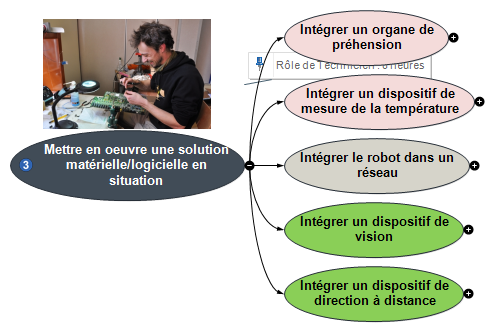 Intégrer un organe de
préhension
Rôle de Technicien : 8 heures
Intégrer un dispositif de
mesure de la température
3
Mettre en oeuvre une solution
matérielle/logicielle en
situation
Intégrer le robot dans un
réseau
Intégrer un dispositif de
vision
Intégrer un dispositif de
direction à distance